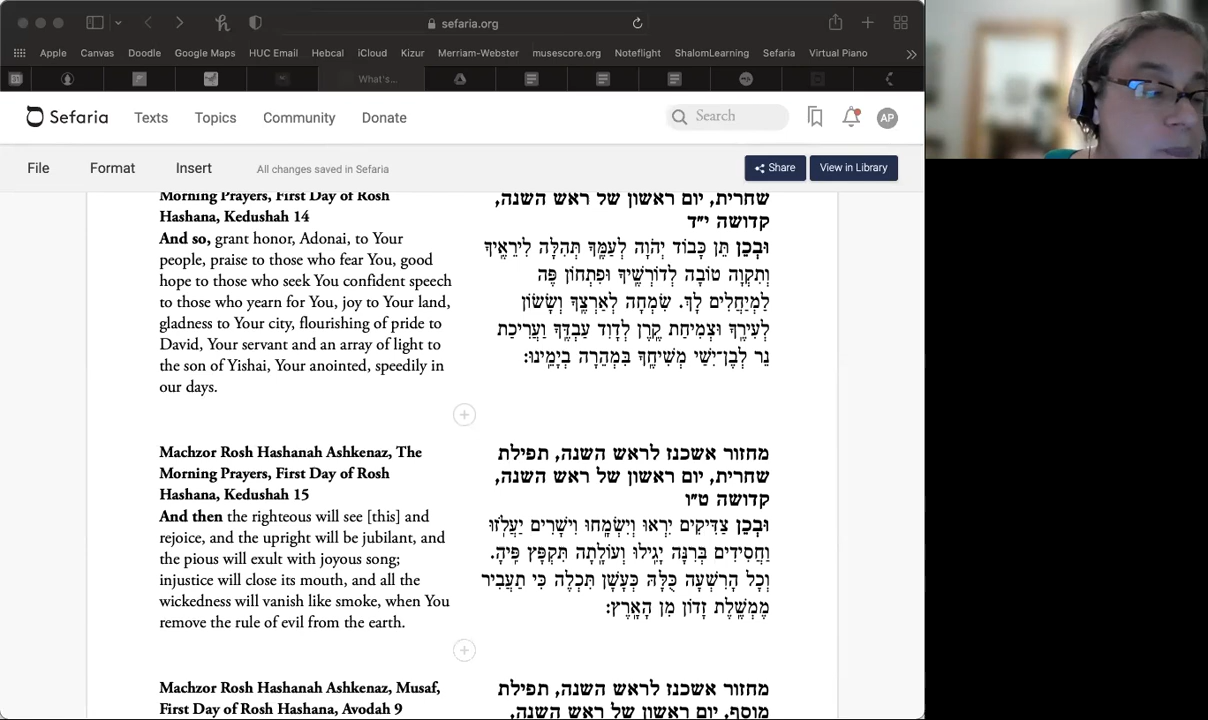 sefaria.org
Apple Canvas Doodle Google Maps HUC Email Hebcal iCloud Kizur Merriam-Webster musescore.org Noteflight ShalomLearning Sefaria Virtual Piano
What's...
Sefaria Texts Topics Community Donate Search AP
File Format Insert All changes saved in Sefaria Share View in Library
Morning Prayers, First Day of Rosh
Hashana, Kedushah 14
And so, grant honor, Adonai, to Your
people, praise to those who fear You, good
hope to those who seek You confident speech
to those who yearn for You, joy to Your land,
gladness to Your city, flourishing of pride to
David, Your servant and an array of light to
the son of Yishai, Your anointed, speedily in
our days.
שחרית, יום ראשון של ראש השנה,
קדושה י״ד
וּבְכֵן תֵּן כָּבוֹד יְהֹוָה לְעַמֶּֽךָ תְּהִלָּה לִירֵאֶֽיךָ
וְתִקְוָה טוֹבָה לְדוֹרְשֶֽׁיךָ וּפִתְחוֹן פֶּה
לַמְיַחֲלִים לָךְ. שִׂמְחָה לְאַרְצֶֽךָ וְשָׂשׂוֹן
לְעִירֶֽךָ וּצְמִיחַת קֶֽרֶן לְדָוִד עַבְדֶּֽךָ וַעֲרִיכַת
נֵר לְבֶן־יִשַׁי מְשִׁיחֶֽךָ בִּמְהֵרָה בְיָמֵֽינוּ:
Machzor Rosh Hashanah Ashkenaz, The
Morning Prayers, First Day of Rosh
Hashana, Kedushah 15
And then the righteous will see [this] and
rejoice, and the upright will be jubilant, and
the pious will exult with joyous song;
injustice will close its mouth, and all the
wickedness will vanish like smoke, when You
remove the rule of evil from the earth.
מחזור אשכנז לראש השנה, תפילת
שחרית, יום ראשון של ראש השנה,
קדושה ט״ו
וּבְכֵן צַדִּיקִים יִרְאוּ וְיִשְׂמָֽחוּ וִישָׁרִים יַעֲלֹֽזוּ
וַחֲסִידִים בְּרִנָּה יָגִֽילוּ וְעוֹלָֽתָה תִּקְפָּץ פִּֽיהָ.
וְכָל הָרִשְׁעָה כֻּלָּהּ כְּעָשָׁן תִּכְלֶה כִּי תַעֲבִיר
מֶמְשֶֽׁלֶת זָדוֹן מִן הָאָֽרֶץ:
Machzor Rosh Hashanah Ashkenaz, Musaf,
First Day of Rosh Hashana, Avodah 9
מחזור אשכנז לראש השנה, תפילת
מוסף, יום ראשון של ראש השנה,